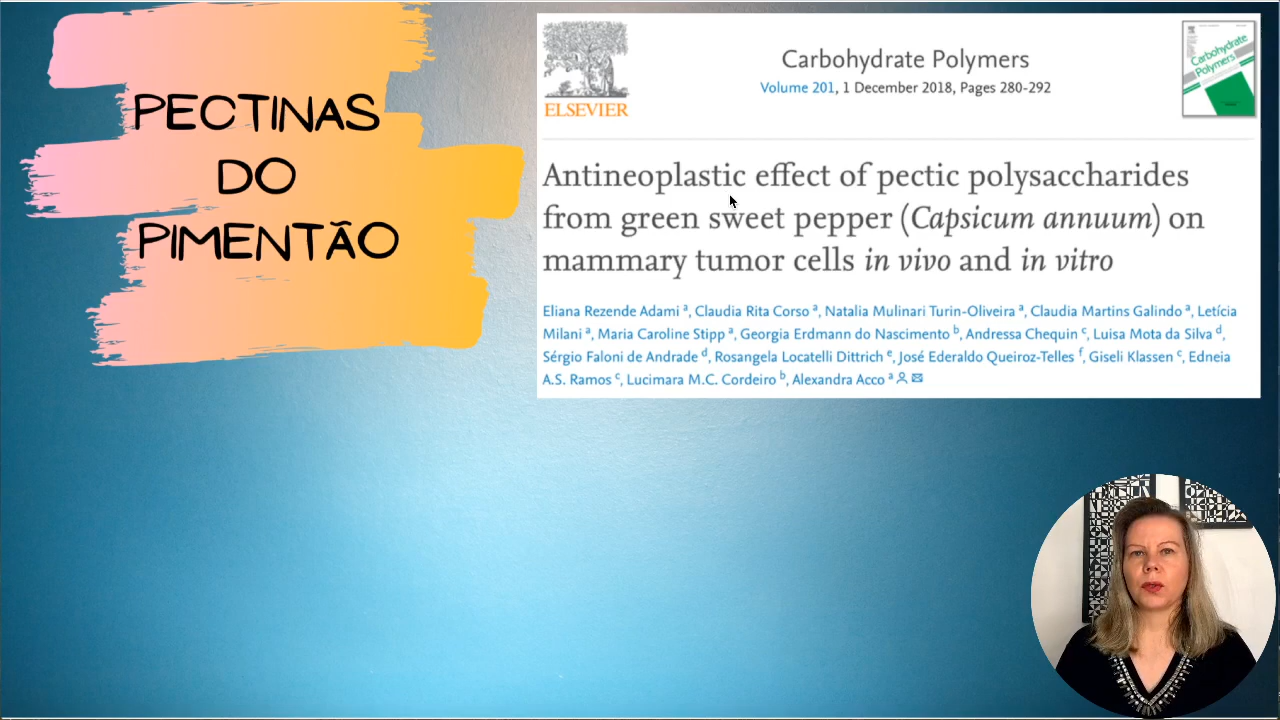 PECTINAS
DO
PIMENTÃO
ELSEVIER
Carbohydrate Polymers
Volume 201, 1 December 2018, Pages 280-292
Carbohydrate
Polymers
Antineoplastic effect of pectic polysaccharides
from green sweet pepper (Capsicum annuum) on
mammary tumor cells in vivo and in vitro
Eliana Rezende Adami a, Claudia Rita Corso a, Natalia Mulinari Turin-Oliveira a, Claudia Martins Galindo a, Letícia
Milani a, Maria Caroline Stipp a, Georgia Erdmann do Nascimento b, Andressa Chequin c, Luisa Mota da Silva d,
Sérgio Faloni de Andrade d, Rosangela Locatelli Dittrich e, José Ederaldo Queiroz-Telles f, Giseli Klassen c, Edneia
A.S. Ramos c, Lucimara M.C. Cordeiro b, Alexandra Acco a